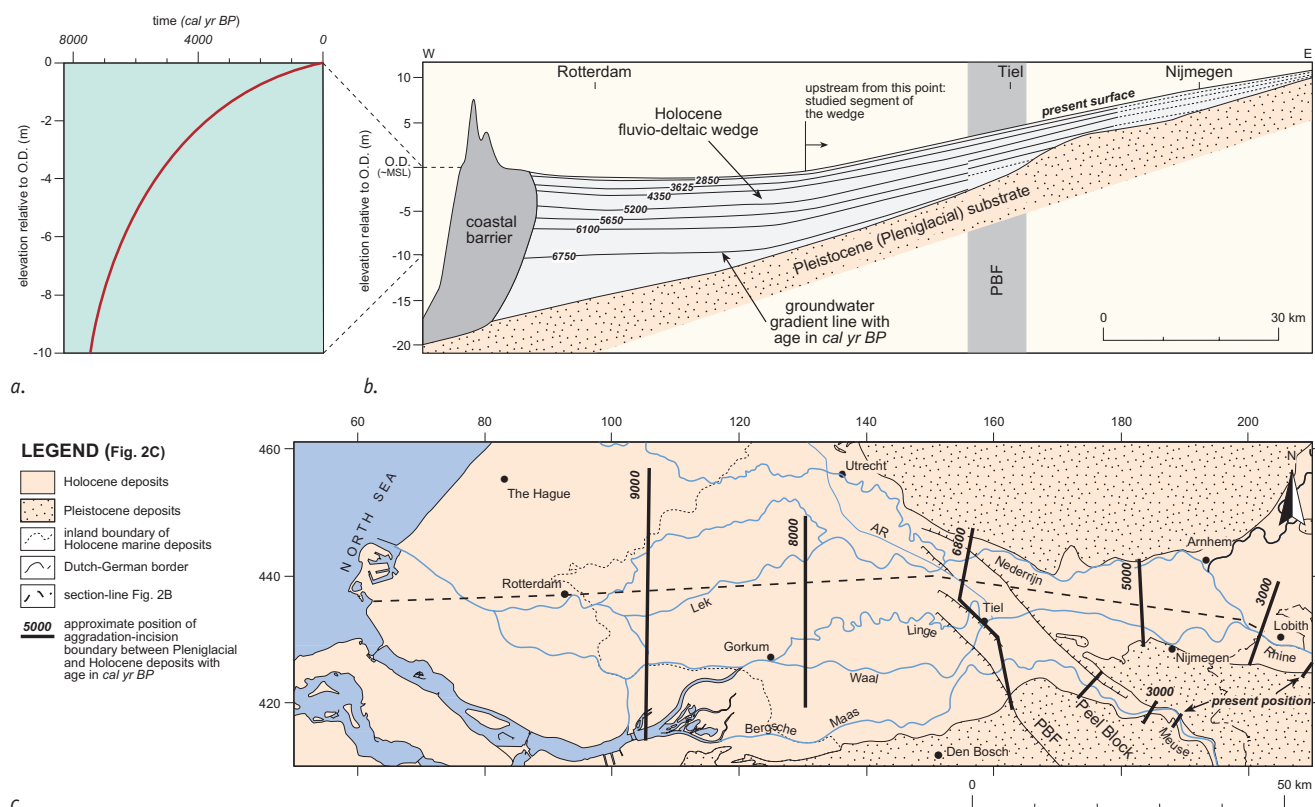 time (cal yr BP)
8000 4000 0
0
-2
-4
-6
-8
-10
elevation relative to O.D. (m)
a.
W E
Rotterdam Tiel Nijmegen
10
5
O.D.
(~MSL)
-5
-10
-15
-20
elevation relative to O.D. (m)
upstream from this point:
studied segment of
the wedge
present surface
Holocene
fluvio-deltaic wedge
2850
3625
4350
5200
5650
6100
6750
coastal
barrier
Pleistocene (Pleniglacial) substrate
PBF
groundwater
gradient line with
age in cal yr BP
0 30 km
b.
LEGEND (Fig. 2C)
Holocene deposits
Pleistocene deposits
inland boundary of
Holocene marine deposits
Dutch-German border
section-line Fig. 2B
5000 approximate position of
aggradation-incision
boundary between Pleniglacial
and Holocene deposits with
age in cal yr BP
60 80 100 120 140 160 180 200
460
440
420
N
NORTH SEA
The Hague
Utrecht
9000
8000
AR
6800
Nederrijn
Arnhem
5000
3000
Rotterdam
Lek
Tiel
Linge
Lobith
Rhine
Gorkum
Nijmegen
Waal
present position
3000
Bergsche Maas
PBF
Peel Block
Meuse
Den Bosch
0 50 km
c